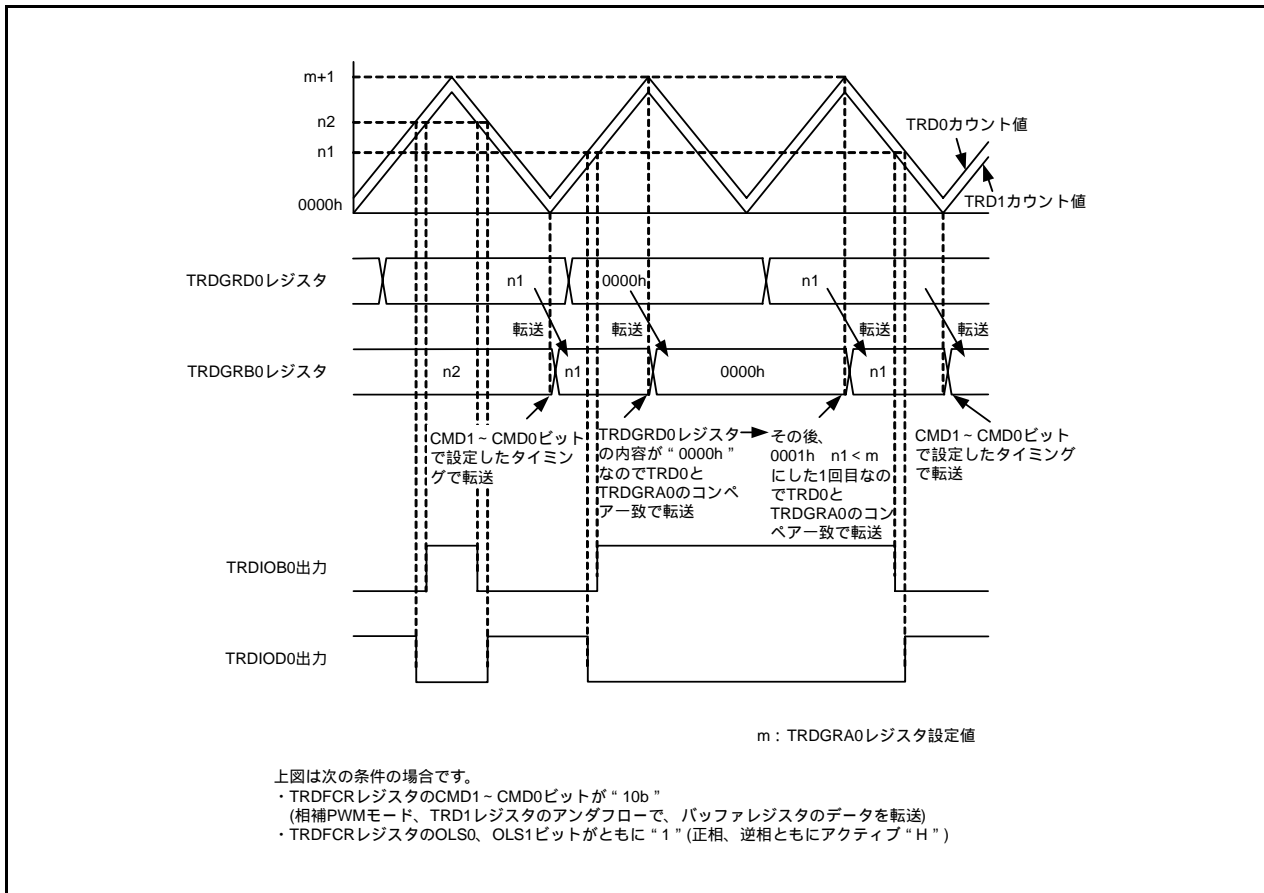 m+1
n2
n1
0000h
TRD0カウント値
TRD1カウント値
TRDGRD0レジスタ
n1
0000h
n1
転送
転送
転送
転送
TRDGRB0レジスタ
n2
n1
0000h
n1
CMD1~CMD0ビット
で設定したタイミン
グで転送
TRDGRD0レジスタ
の内容が“0000h”
なのでTRD0と
TRDGRA0のコンペ
ア一致で転送
その後、
0001h n1<m
にした1回目なの
でTRD0と
TRDGRA0のコン
ペア一致で転送
CMD1~CMD0ビット
で設定したタイミング
で転送
TRDIOB0出力
TRDIOD0出力
m:TRDGRA0レジスタ設定値
上図は次の条件の場合です。
・TRDFCRレジスタのCMD1~CMD0ビットが“10b”
(相補PWMモード、TRD1レジスタのアンダフローで、バッファレジスタのデータを転送)
・TRDFCRレジスタのOLS0、OLS1ビットがともに“1”(正相、逆相ともにアクティブ“H”)